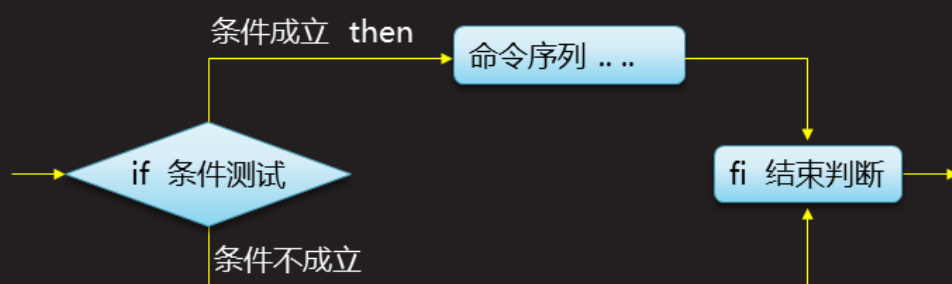 条件成立 then
命令序列 .. ..
if 条件测试
fi 结束判断
条件不成立